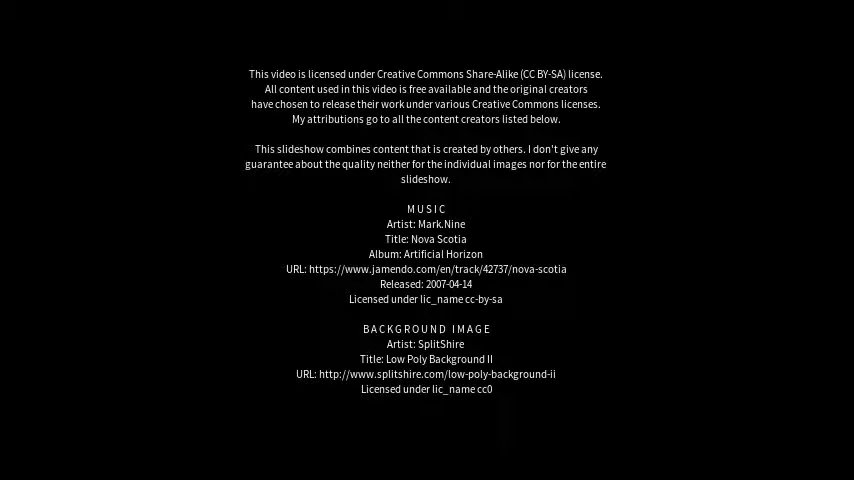 This video is licensed under Creative Commons Share-Alike (CC BY-SA) license.
All content used in this video is free available and the original creators
have chosen to release their work under various Creative Commons licenses.
My attributions go to all the content creators listed below.
This slideshow combines content that is created by others. I don't give any
guarantee about the quality neither for the individual images nor for the entire
slideshow.
MUSIC
Artist: Mark.Nine
Title: Nova Scotia
Album: Artificial Horizon
URL: https://www.jamendo.com/en/track/42737/nova-scotia
Released: 2007-04-14
Licensed under lic_name cc-by-sa
BACKGROUND IMAGE
Artist: SplitShire
Title: Low Poly Background II
URL: http://www.splitshire.com/low-poly-background-ii
Licensed under lic_name cc0